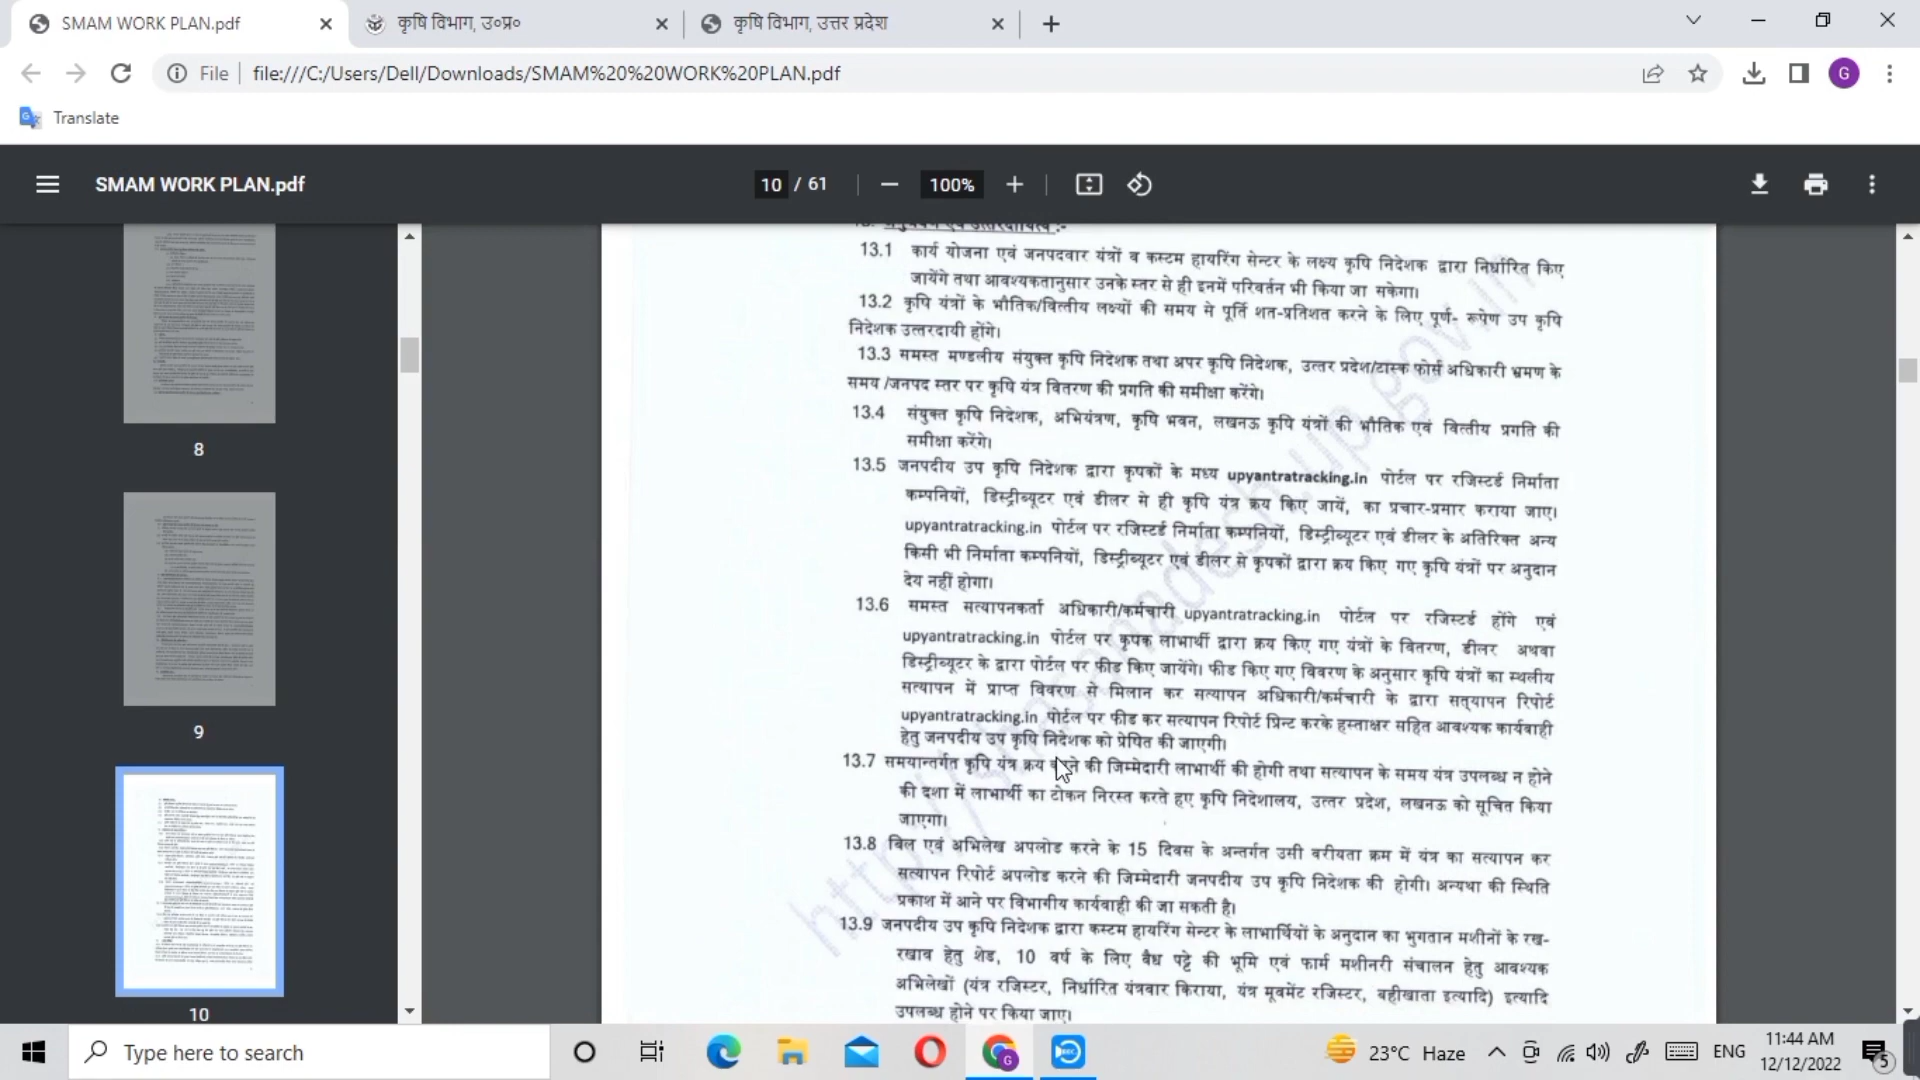 SMAM WORK PLAN.pdf
कृषि विभाग, उ०प्र०
कृषि विभाग, उत्तर प्रदेश
File
file:///C:/Users/Dell/Downloads/SMAM%20%20WORK%20PLAN.pdf
G
Translate
SMAM WORK PLAN.pdf
10 / 61
100%
8
9
10
13.1 कार्य योजना एवं जनपदवार यंत्रों व कस्टम हायरिंग सेन्टर के लक्ष्य कृषि निदेशक द्वारा निर्धारित किए
जायेंगे तथा आवश्यकतानुसार उनके स्तर से ही इनमें परिवर्तन भी किया जा सकेगा।
13.2 कृषि यंत्रों के भौतिक/वित्तीय लक्ष्यों की समय से पूर्ति शत-प्रतिशत करने के लिए पूर्ण- रूपेण उप कृषि
निदेशक उत्तरदायी होंगे।
13.3 समस्त मण्डलीय संयुक्त कृषि निदेशक तथा अपर कृषि निदेशक, उत्तर प्रदेश/टास्क फोर्स अधिकारी भ्रमण के
समय /जनपद स्तर पर कृषि यंत्र वितरण की प्रगति की समीक्षा करेंगे।
13.4 संयुक्त कृषि निदेशक, अभियंत्रण, कृषि भवन, लखनऊ कृषि यंत्रों की भौतिक एवं वित्तीय प्रगति की
समीक्षा करेंगे।
13.5 जनपदीय उप कृषि निदेशक द्वारा कृषकों के मध्य upyantratracking.in पोर्टल पर रजिस्टर्ड निर्माता
कम्पनियों, डिस्ट्रीब्यूटर एवं डीलर से ही कृषि यंत्र क्रय किए जायें, का प्रचार-प्रमार कराया जाए।
upyantratracking.in पोर्टल पर रजिस्टर्ड निर्माता कम्पनियों, डिस्ट्रीब्यूटर एवं डीलर के अतिरिक्त अन्य
किसी भी निर्माता कम्पनियों, डिस्ट्रीब्यूटर एवं डीलर से कृषकों द्वारा क्रय किए गए कृषि यंत्रों पर अनुदान
देय नहीं होगा।
13.6 समस्त सत्यापनकर्ता अधिकारी/कर्मचारी upyantratracking.in पोर्टल पर रजिस्टर्ड होंगे एवं
upyantratracking.in पोर्टल पर कृषक लाभार्थी द्वारा क्रय किए गए यंत्रों के वितरण, डीलर अथवा
डिस्ट्रीब्यूटर के द्वारा पोर्टल पर फीड किए जायेंगे। फीड किए गए विवरण के अनुसार कृषि यंत्रों का स्थलीय
सत्यापन में प्राप्त विवरण से मिलान कर सत्यापन अधिकारी/कर्मचारी के द्वारा सत्यापन रिपोर्ट
upyantratracking.in पोर्टल पर फीड कर सत्यापन रिपोर्ट प्रिन्ट करके हस्ताक्षर सहित आवश्यक कार्यवाही
हेतु जनपदीय उप कृषि निदेशक को प्रेषित की जाएगी।
13.7 समयान्तर्गत कृषि यंत्र क्रय की जिम्मेदारी लाभार्थी की होगी तथा सत्यापन के समय यंत्र उपलब्ध न होने
की दशा में लाभार्थी का टोकन निरस्त करते हुए कृषि निदेशालय, उत्तर प्रदेश, लखनऊ को सूचित किया
जाएगा।
13.8 बिल एवं अभिलेख अपलोड करने के 15 दिवस के अन्तर्गत उसी वरीयता क्रम में यंत्र का सत्यापन कर
सत्यापन रिपोर्ट अपलोड करने की जिम्मेदारी जनपदीय उप कृषि निदेशक की होगी। अन्यथा की स्थिति
प्रकाश में आने पर विभागीय कार्यवाही की जा सकती है।
13.9 जनपदीय उप कृषि निदेशक द्वारा कस्टम हायरिंग सेन्टर के लाभार्थियों के अनुदान का भुगतान मशीनों के रख-
रखाव हेतु शेड, 10 वर्ष के लिए वैध पट्टे की भूमि एवं फार्म मशीनरी संचालन हेतु आवश्यक
अभिलेखों (यंत्र रजिस्टर, निर्धारित यंत्रवार किराया, यंत्र मूवमेंट रजिस्टर, बहीखाता इत्यादि) इत्यादि
उपलब्ध होने पर किया जाए।
Type here to search
23°C Haze
ENG
11:44 AM
12/12/2022
5